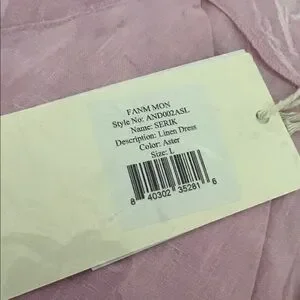 FANM MON
Style No: AND002ASL
Name: SERIK
Description: Linen Dress
Color: Aster
Size: L
8 40302 35281 6